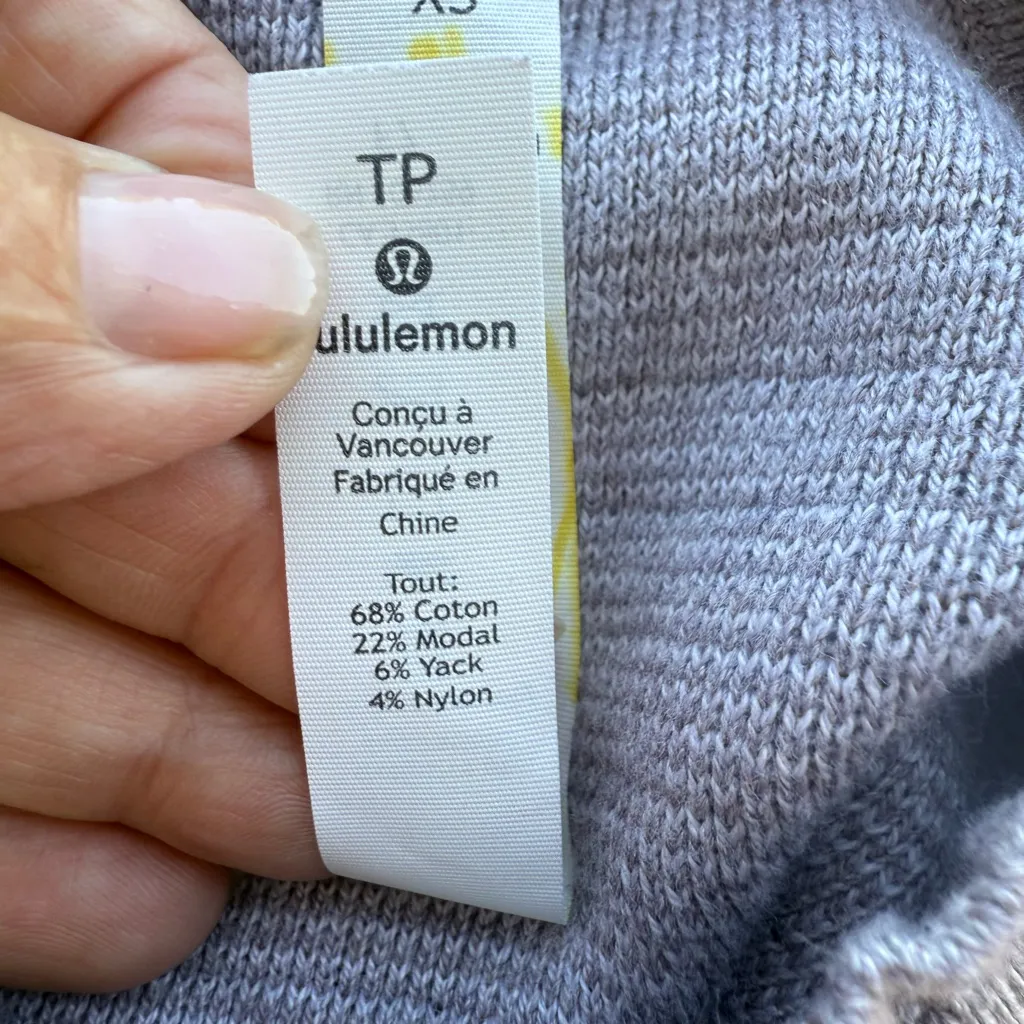 XS
TP
ululemon
Conçu à
Vancouver
Fabriqué en
Chine
Tout:
68% Coton
22% Modal
6% Yack
4% Nylon